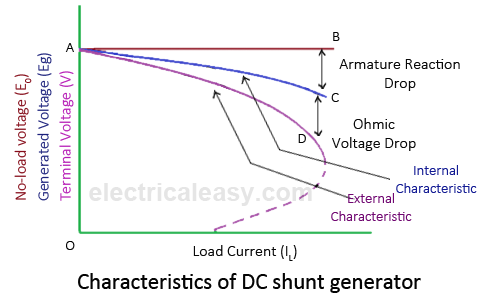 No-load voltage (E₀)
Generated Voltage (Eg)
Terminal Voltage (V)
A
B
Armature Reaction
Drop
C
Ohmic
Voltage Drop
D
Internal
Characteristic
electricaleasy.com
External
Characteristic
O
Load Current (I_L)
Characteristics of DC shunt generator